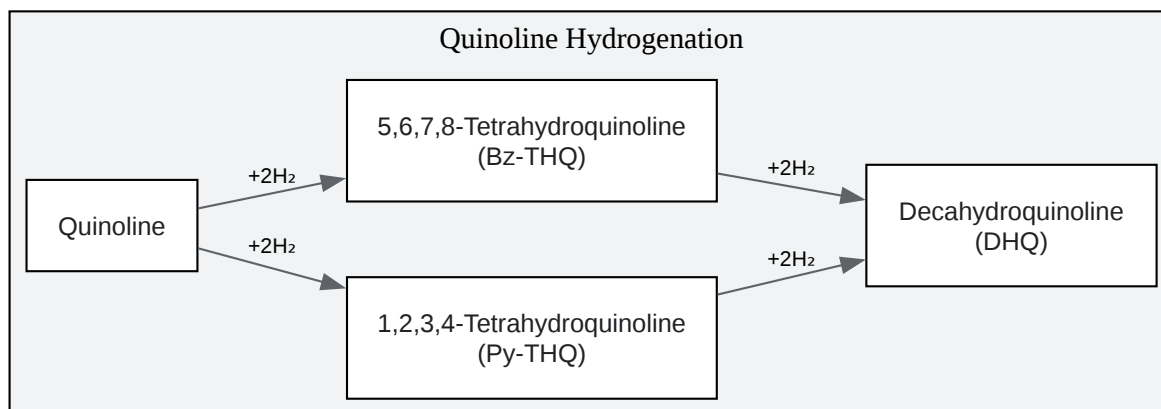 Quinoline Hydrogenation
5,6,7,8-Tetrahydroquinoline
(Bz-THQ)
+2H₂
+2H₂
Quinoline
Decahydroquinoline
(DHQ)
+2H₂
+2H₂
1,2,3,4-Tetrahydroquinoline
(Py-THQ)